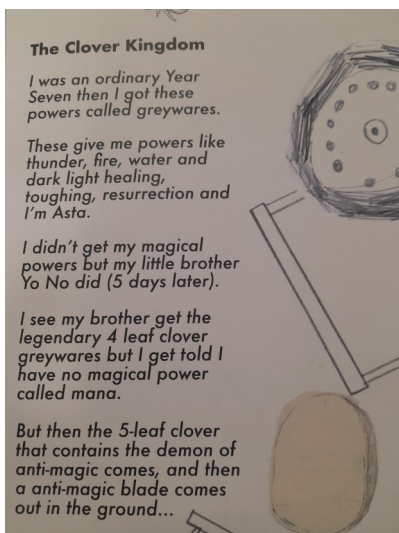 The Clover Kingdom
I was an ordinary Year
Seven then I got these
powers called greywares.
These give me powers like
thunder, fire, water and
dark light healing,
toughing, resurrection and
I'm Asta.
I didn't get my magical
powers but my little brother
Yo No did (5 days later).
I see my brother get the
legendary 4 leaf clover
greywares but I get told I
have no magical power
called mana.
But then the 5-leaf clover
that contains the demon of
anti-magic comes, and then
a anti-magic blade comes
out in the ground...